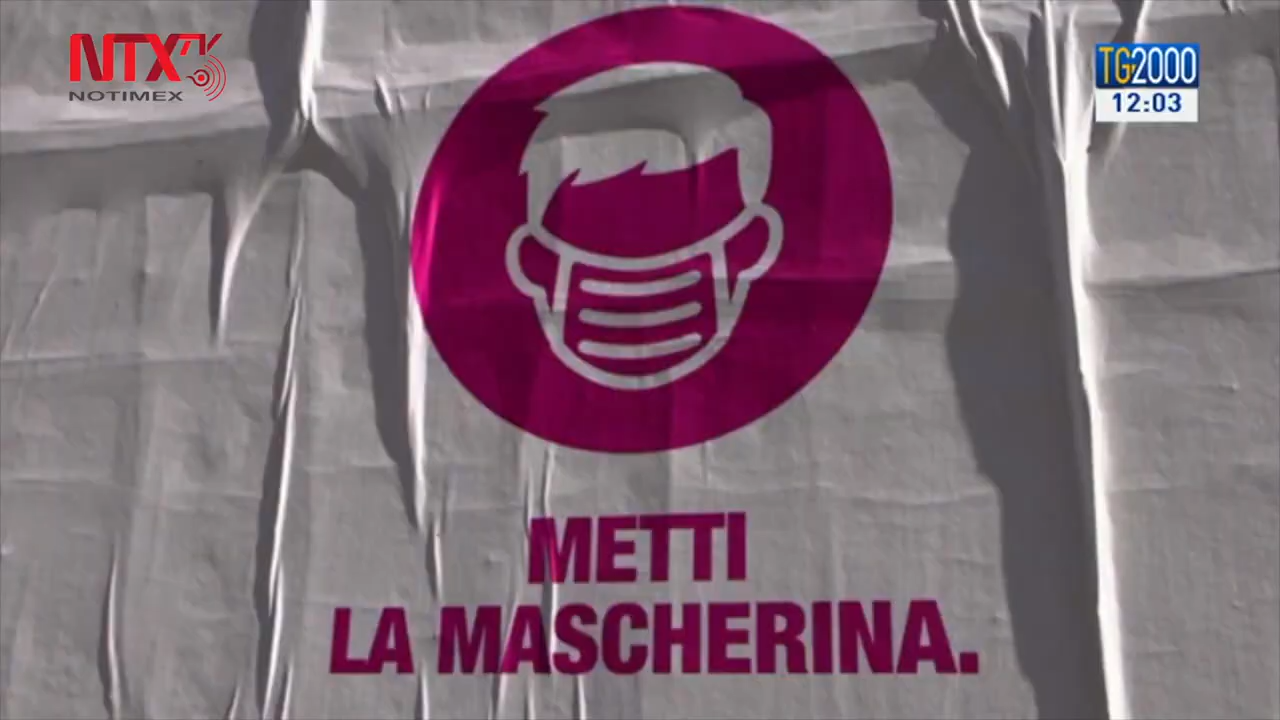 NTX TV
NOTIMEX
TG2000
12:03
METTI
LA MASCHERINA.